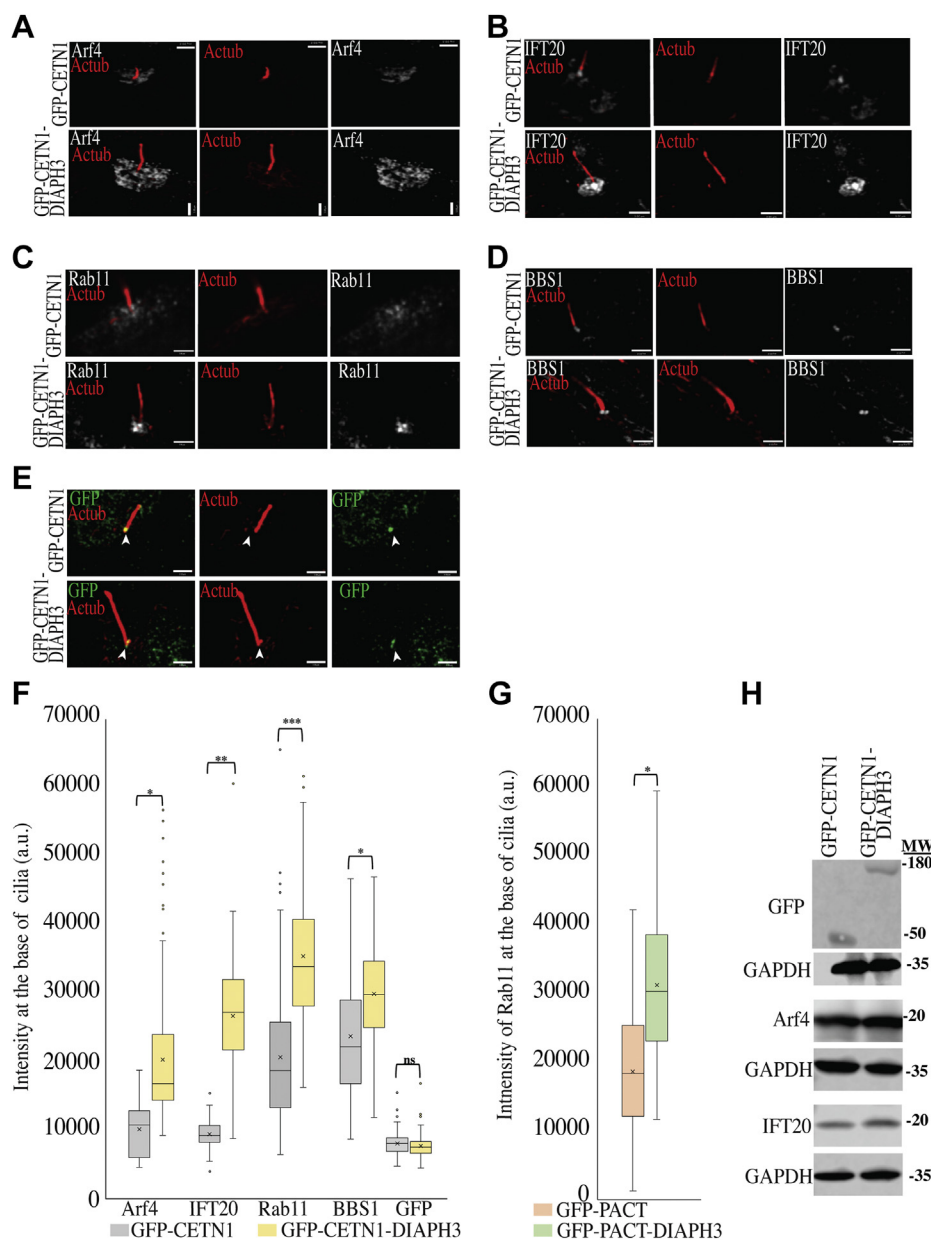 A
Arf4
Actub
Actub
Arf4
GFP-CETN1
Arf4
Actub
Actub
Arf4
GFP-CETN1-
DIAPH3
B
IFT20
Actub
Actub
IFT20
GFP-CETN1
IFT20
Actub
Actub
IFT20
GFP-CETN1-
DIAPH3
C
Rab11
Actub
Actub
Rab11
GFP-CETN1
Rab11
Actub
Actub
Rab11
GFP-CETN1-
DIAPH3
D
BBS1
Actub
Actub
BBS1
GFP-CETN1
BBS1
Actub
Actub
BBS1
GFP-CETN1-
DIAPH3
E
GFP
Actub
Actub
GFP
GFP-CETN1
GFP
Actub
Actub
GFP
GFP-CETN1-
DIAPH3
F
Intensity at the base of cilia (a.u.)
70000
60000
50000
40000
30000
20000
10000
0
*
**
***
*
ns
Arf4 IFT20 Rab11 BBS1 GFP
GFP-CETN1 GFP-CETN1-DIAPH3
G
Intnensity of Rab11 at the base of cilia (a.u.)
70000
60000
50000
40000
30000
20000
10000
0
*
GFP-PACT
GFP-PACT-DIAPH3
H
GFP-CETN1
GFP-CETN1-
DIAPH3
MW
GFP
-180
-50
GAPDH -35
Arf4 -20
GAPDH -35
IFT20 -20
GAPDH -35